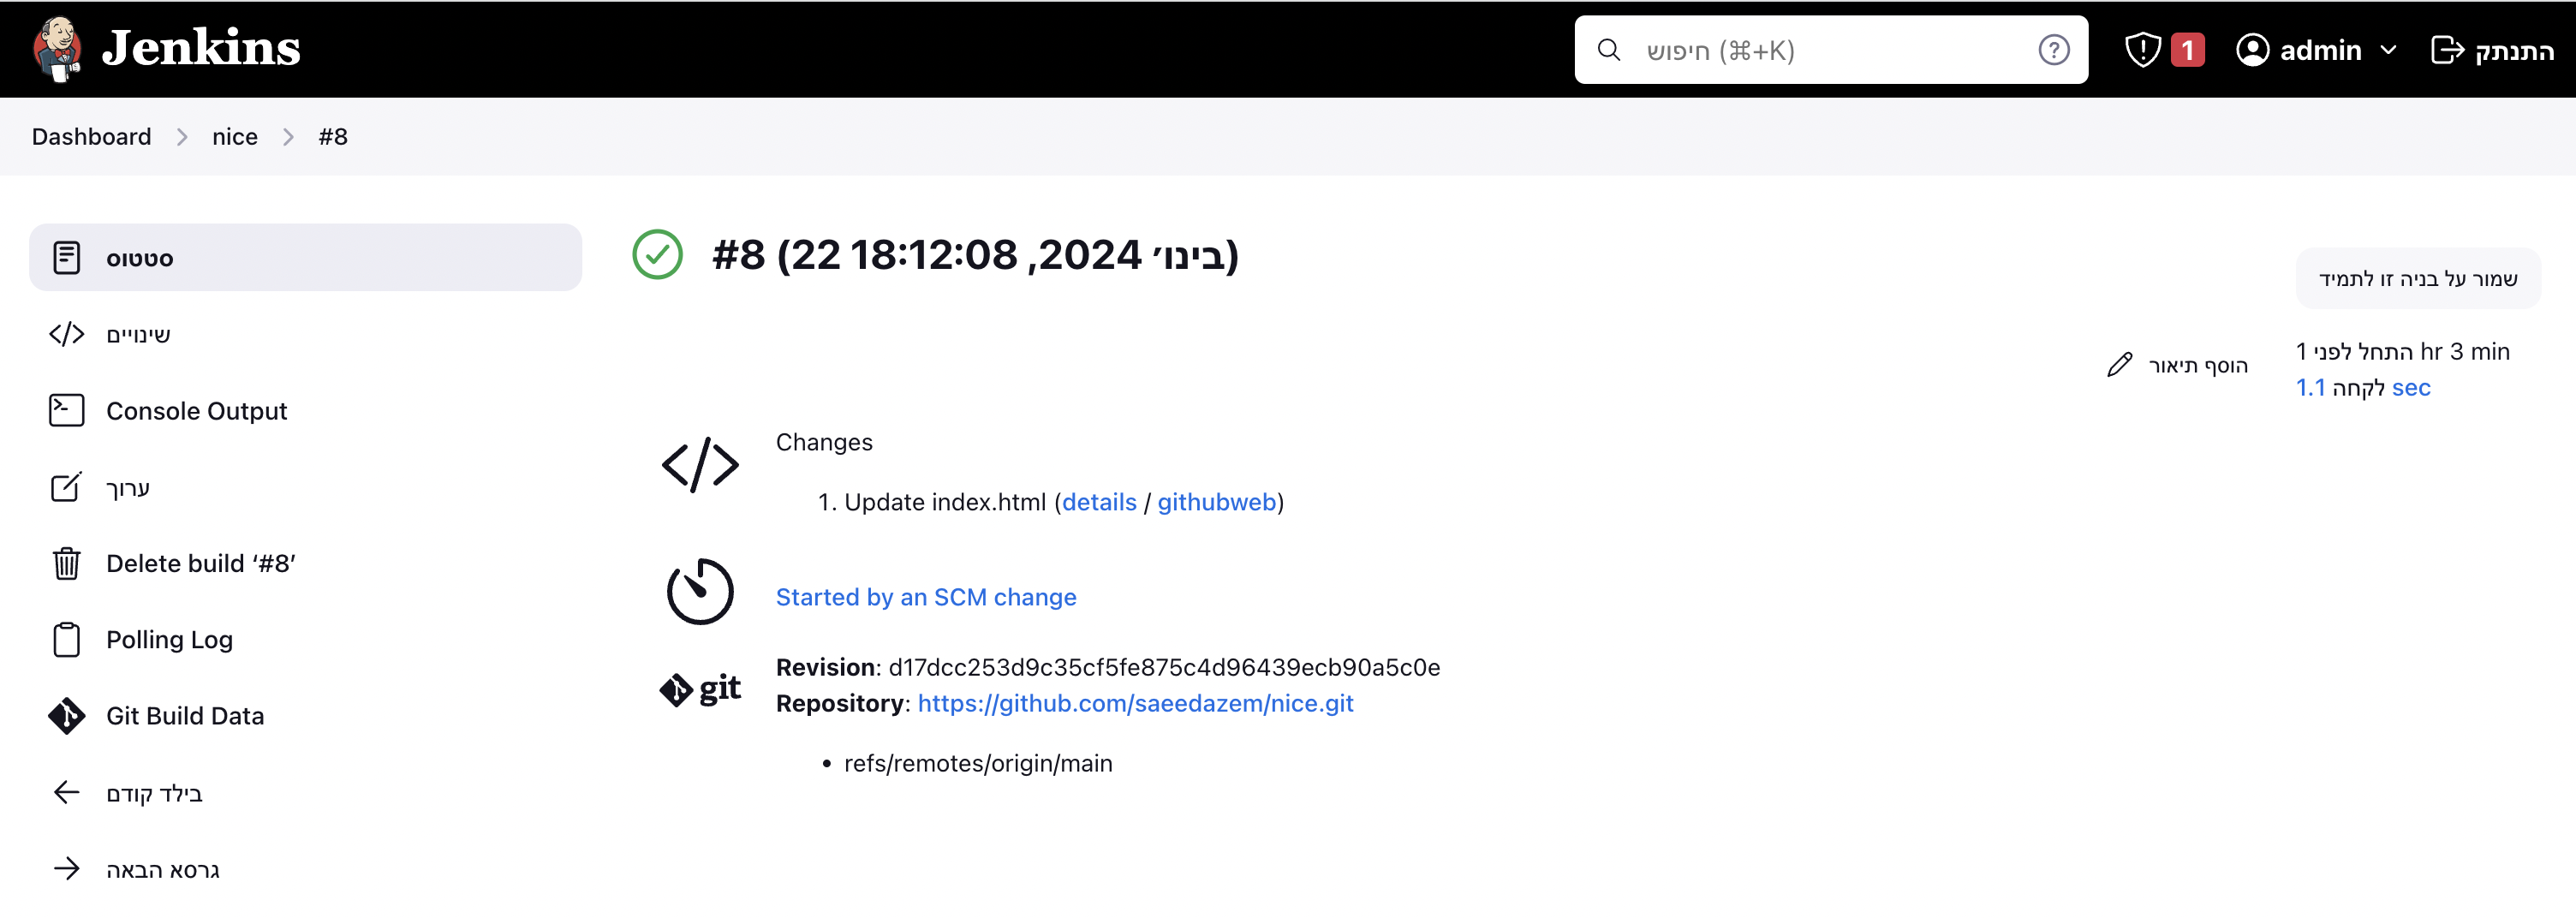 Jenkins
חיפוש (⌘+K)
1
admin
התנתק
Dashboard
nice
#8
סטטוס
שינויים
Console Output
ערוך
Delete build ‘#8’
Polling Log
Git Build Data
בילד קודם
גרסא הבאה
#8 (22 בינו׳ 2024, 18:12:08)
שמור על בניה זו לתמיד
הוסף תיאור
התחל לפני 1 hr 3 min
לקחה 1.1 sec
Changes
1. Update index.html (details / githubweb)
Started by an SCM change
git
Revision: d17dcc253d9c35cf5fe875c4d96439ecb90a5c0e
Repository: https://github.com/saeedazem/nice.git
• refs/remotes/origin/main